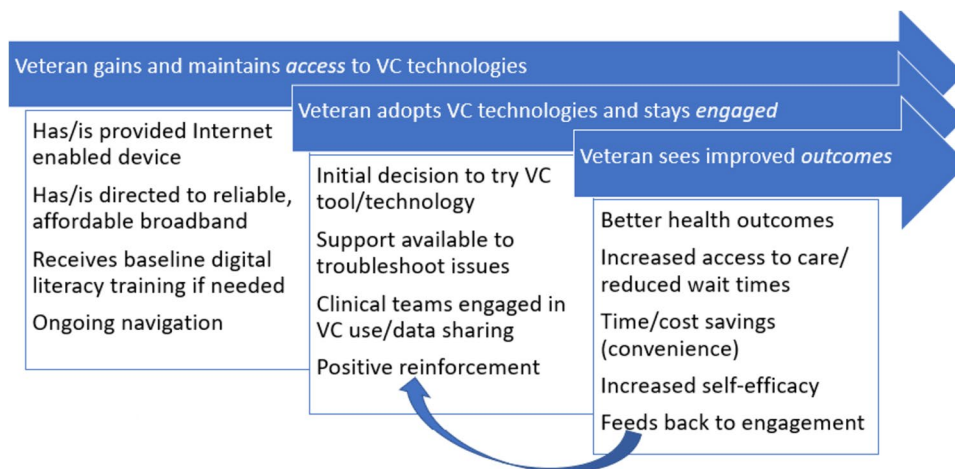 Veteran gains and maintains access to VC technologies
Veteran adopts VC technologies and stays engaged
Veteran sees improved outcomes
Has/is provided Internet
enabled device
Has/is directed to reliable,
affordable broadband
Receives baseline digital
literacy training if needed
Ongoing navigation
Initial decision to try VC
tool/technology
Support available to
troubleshoot issues
Clinical teams engaged in
VC use/data sharing
Positive reinforcement
Better health outcomes
Increased access to care/
reduced wait times
Time/cost savings
(convenience)
Increased self-efficacy
Feeds back to engagement